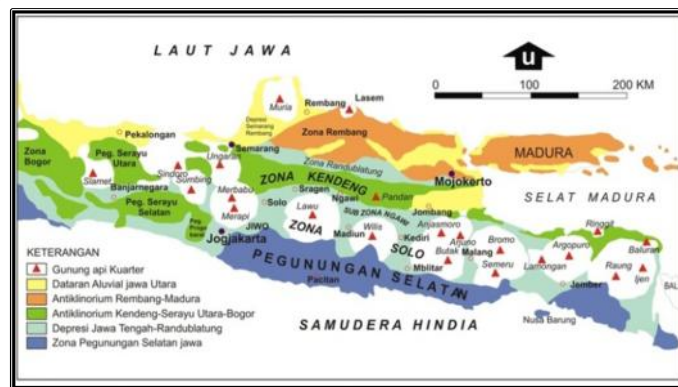 LAUT JAWA
u
0 100 200 KM
Muria
Rembang
Lasem
Depresi
Semarang
Rembang
Zona Rembang
Pekalongan
Semarang
Zona
Bogor
Peg. Serayu
Utara
Ungaran
Zona Randublatung
MADURA
Slamet
Sindoro
Sumbing
Banjarnegara
Merbabu
ZONA KENDENG
Mojokerto
SELAT MADURA
Sragen
Ngawi
Pandan
Peg. Serayu
Selatan
Merapi
Solo
Lawu
SUB ZONA NGAWI
Jombang
Ringgit
Peg.
JIWO
Jogjakarta
ZONA
Madiun
Wilis
Kediri
SOLO
Anjasmoro
Arjuno
Butak
Malang
Bromo
Argopuro
Baluran
Mblitar
Semeru
Lamongan
Raung
Ijen
Jember
BAL
PEGUNUNGAN SELATAN
Pacitan
Nusa Barung
SAMUDERA HINDIA
KETERANGAN
Gunung api Kuarter
Dataran Aluvial jawa Utara
Antiklinorium Rembang-Madura
Antiklinorium Kendeng-Serayu Utara-Bogor
Depresi Jawa Tengah-Randublatung
Zona Pegunungan Selatan jawa